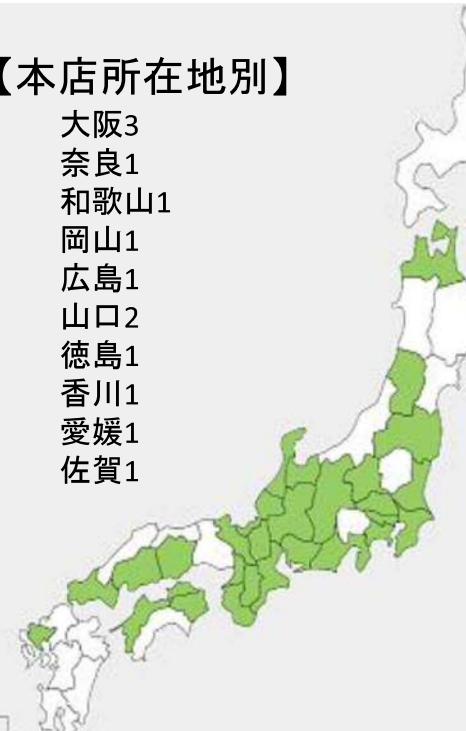 【本店所在地別】
大阪3
奈良1
和歌山1
岡山1
広島1
山口2
徳島1
香川1
愛媛1
佐賀1